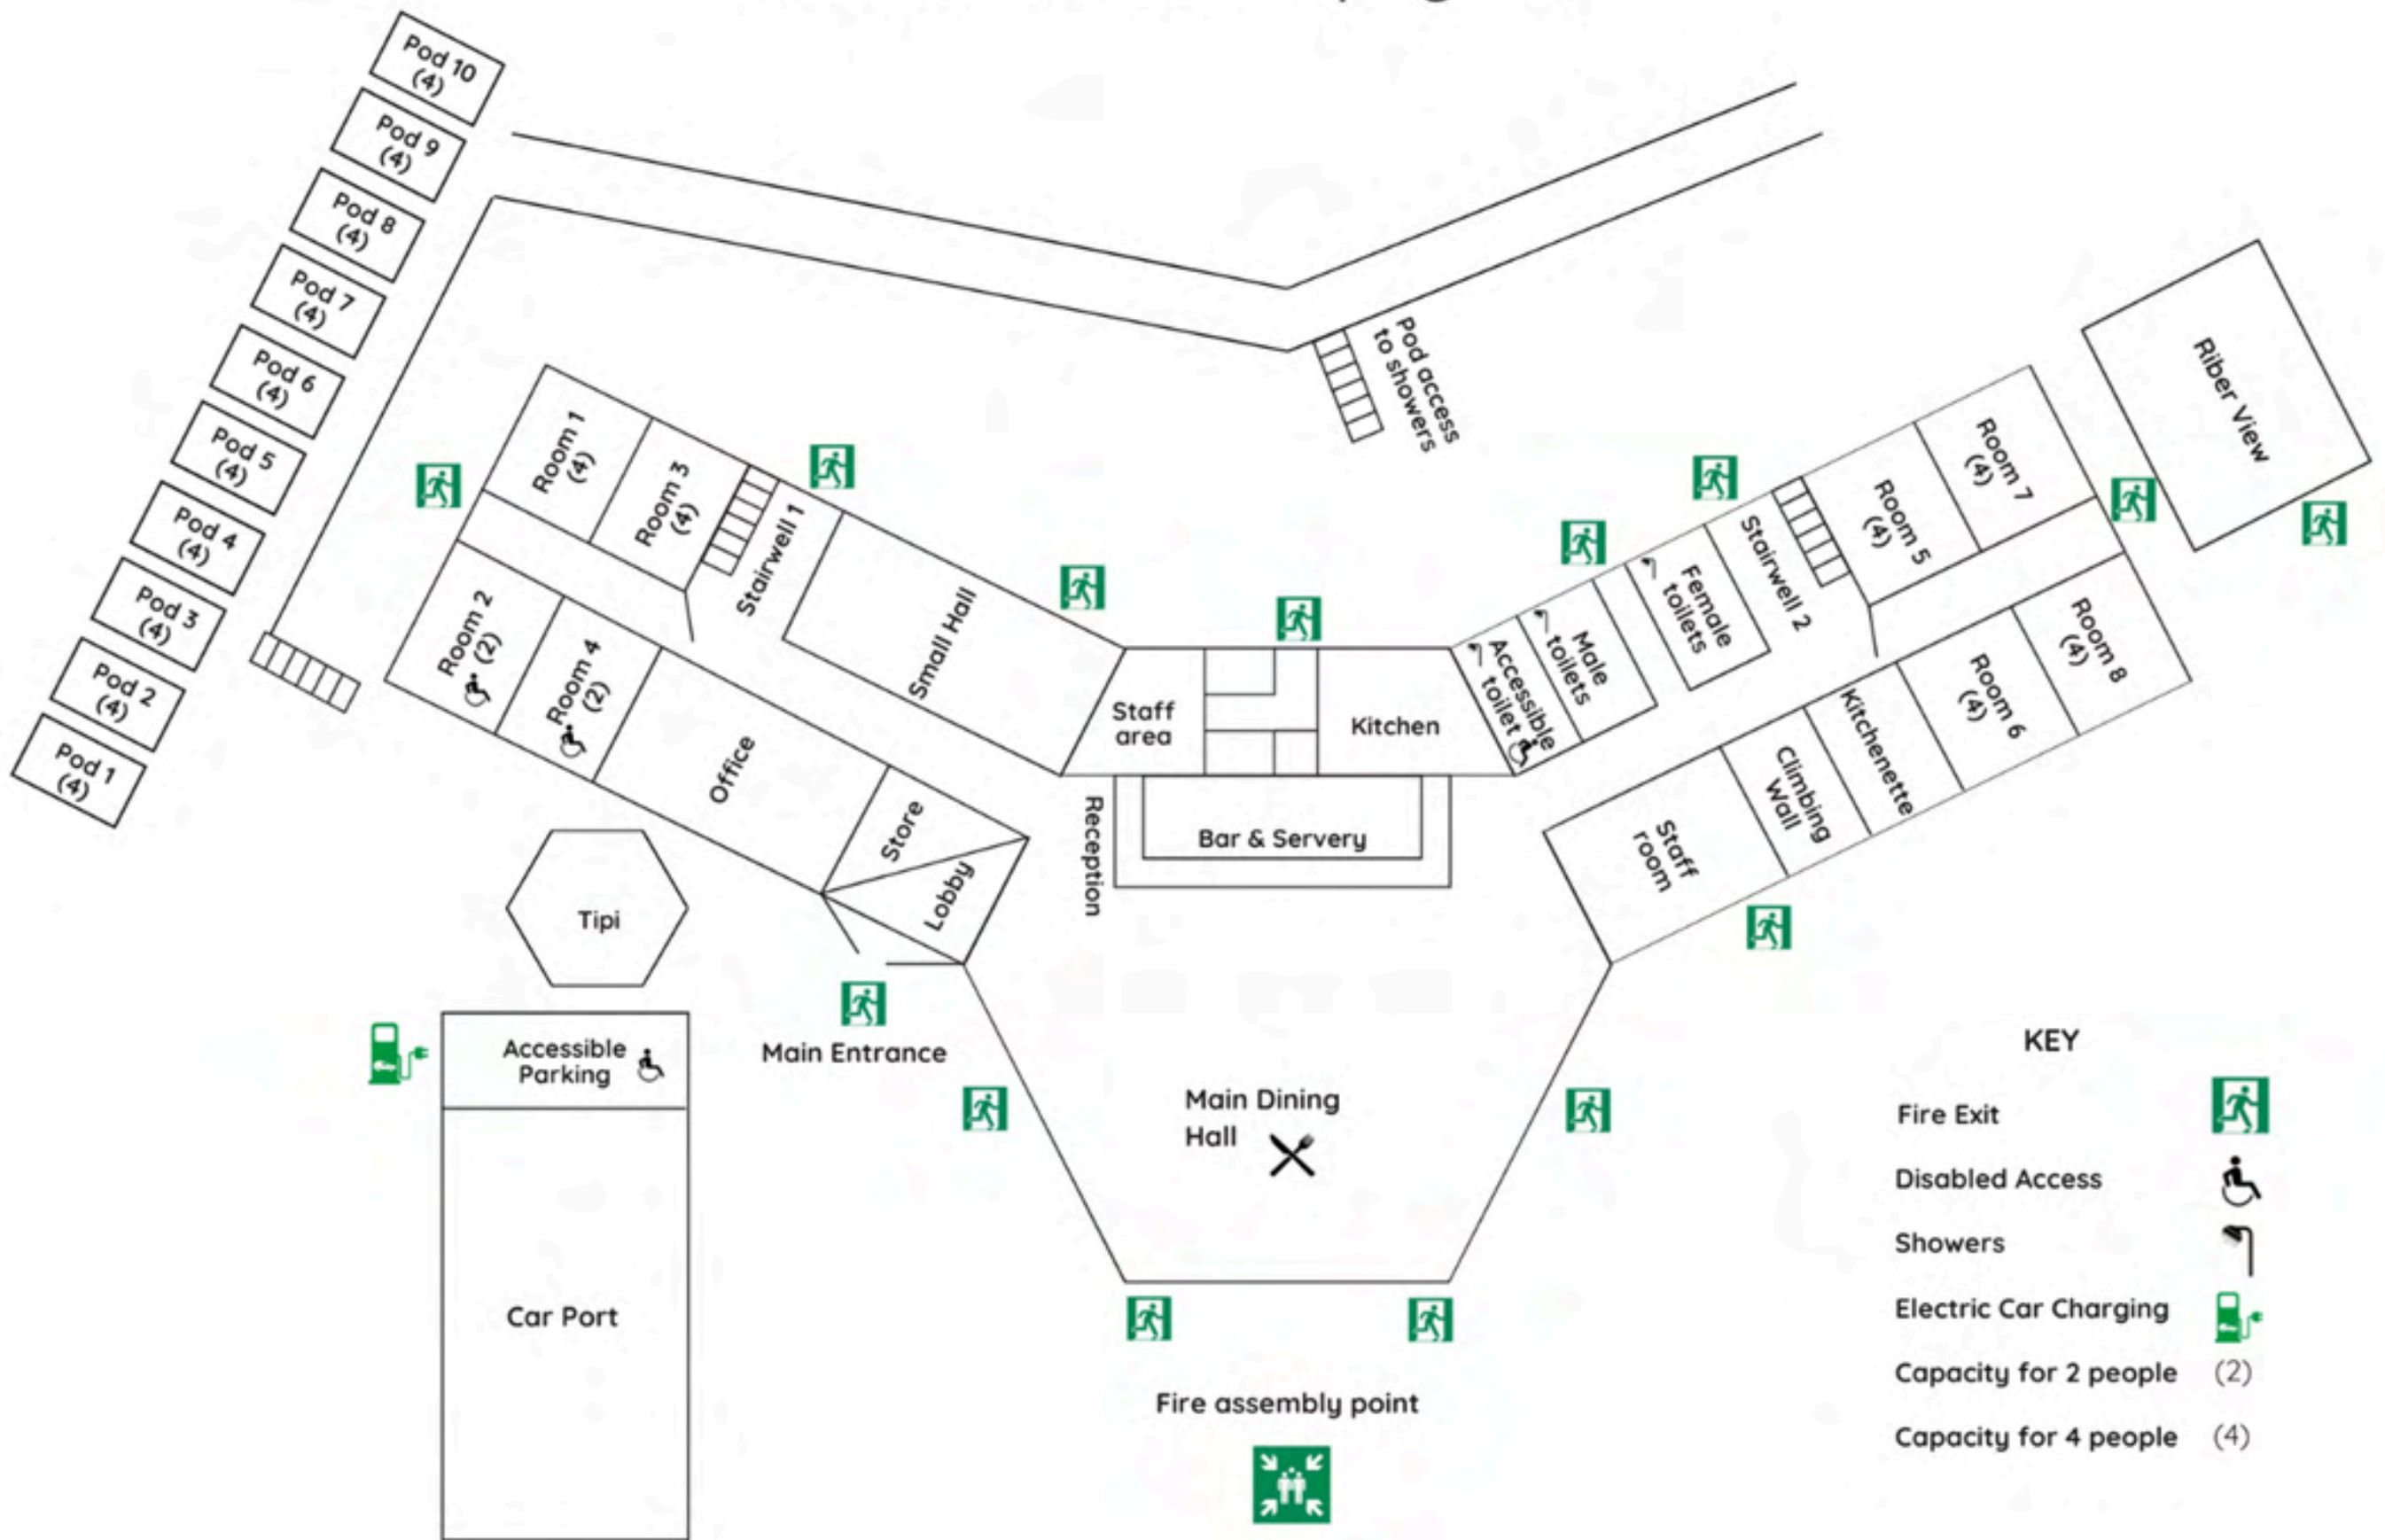 Pod 10
(4)
Pod 9
(4)
Pod 8
(4)
Pod 7
(4)
Pod 6
(4)
Pod 5
(4)
Pod 4
(4)
Pod 3
(4)
Pod 2
(4)
Pod 1
(4)
Pod access
to showers
Riber View
Room 1
(4)
Room 3
(4)
Stairwell 1
Small Hall
Room 2
(2)
Room 4
(2)
Office
Store
Lobby
Staff
area
Kitchen
Accessible
toilet
Male
toilets
Female
toilets
Stairwell 2
Room 5
(4)
Room 7
(4)
Staff
room
Climbing
Wall
Kitchenette
Room 6
(4)
Room 8
(4)
Reception
Bar & Servery
Tipi
Accessible
Parking
Car Port
Main Entrance
Main Dining
Hall
Fire assembly point
KEY
Fire Exit
Disabled Access
Showers
Electric Car Charging
Capacity for 2 people (2)
Capacity for 4 people (4)